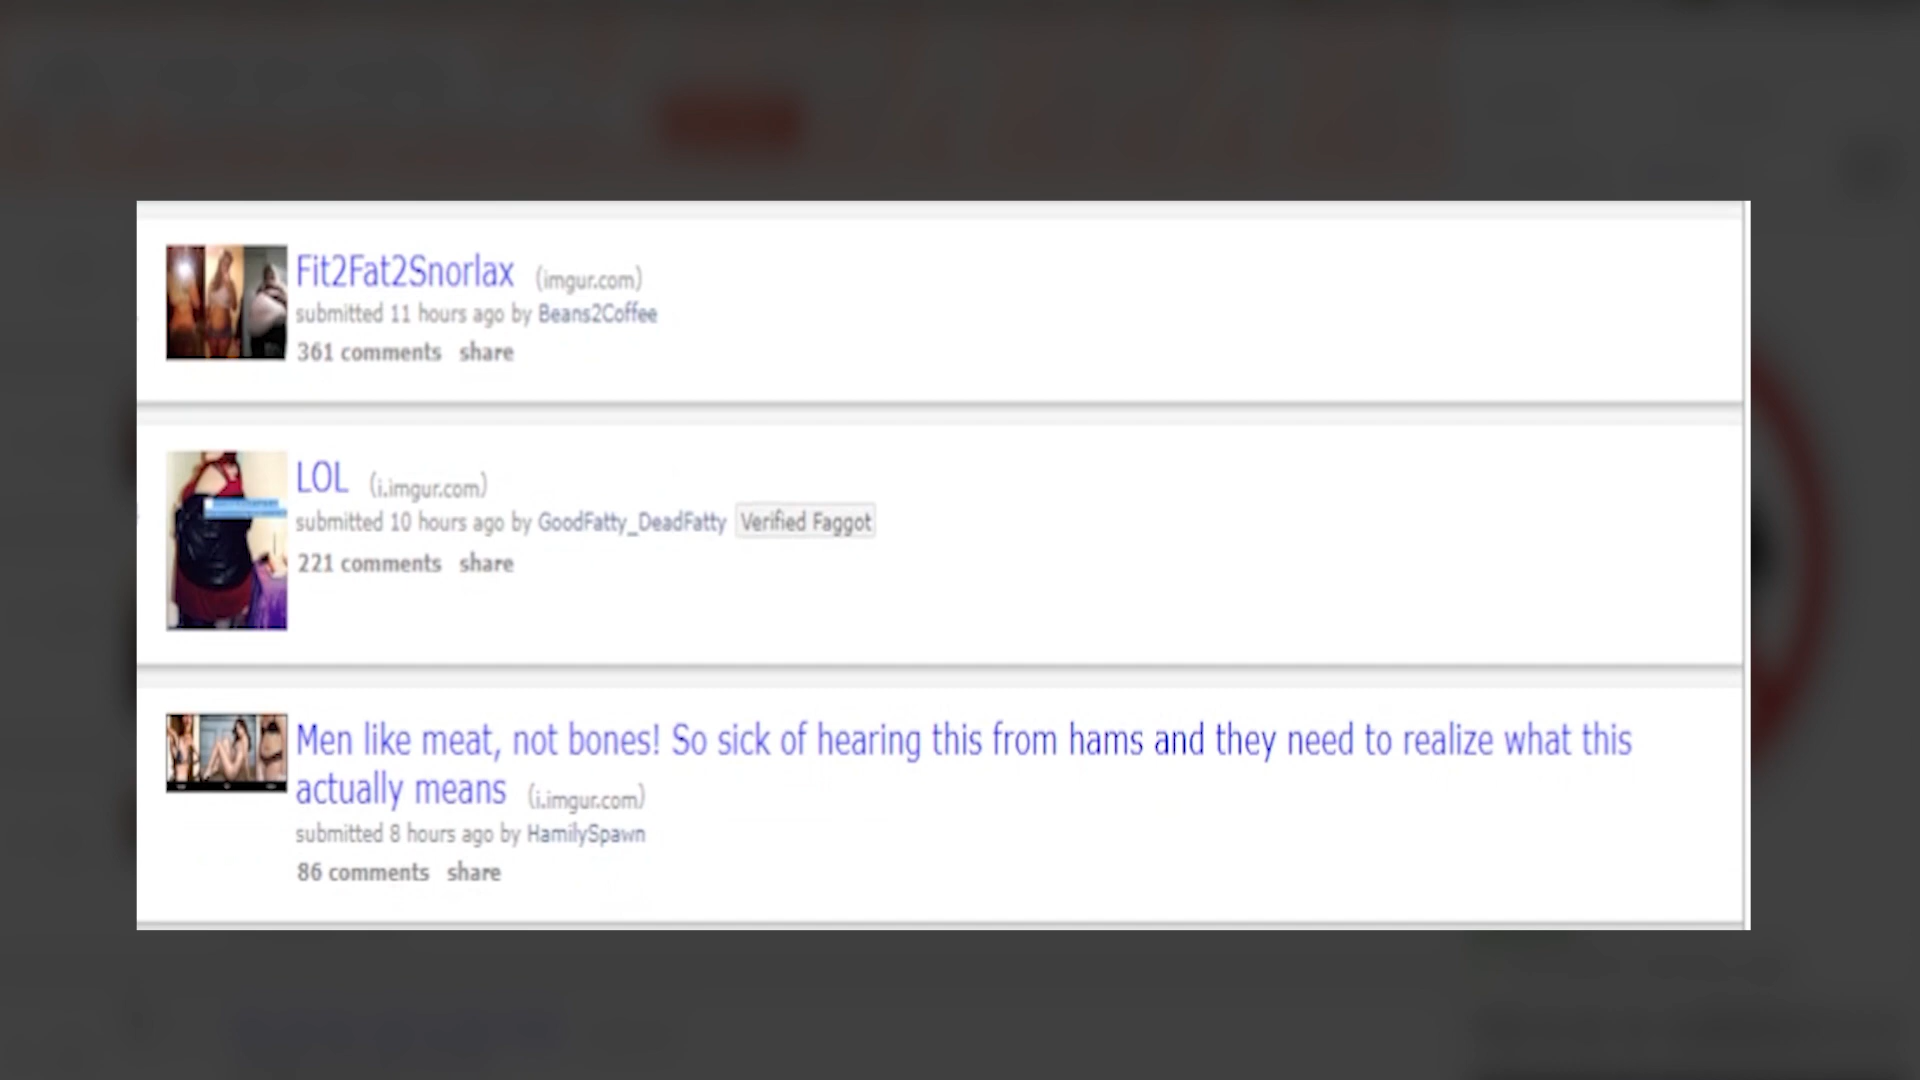 Fit2Fat2Snorlax (imgur.com)
submitted 11 hours ago by Beans2Coffee
361 comments share
LOL (i.imgur.com)
submitted 10 hours ago by GoodFatty_DeadFatty Verified Faggot
221 comments share
Men like meat, not bones! So sick of hearing this from hams and they need to realize what this
actually means (i.imgur.com)
submitted 8 hours ago by HamilySpawn
86 comments share